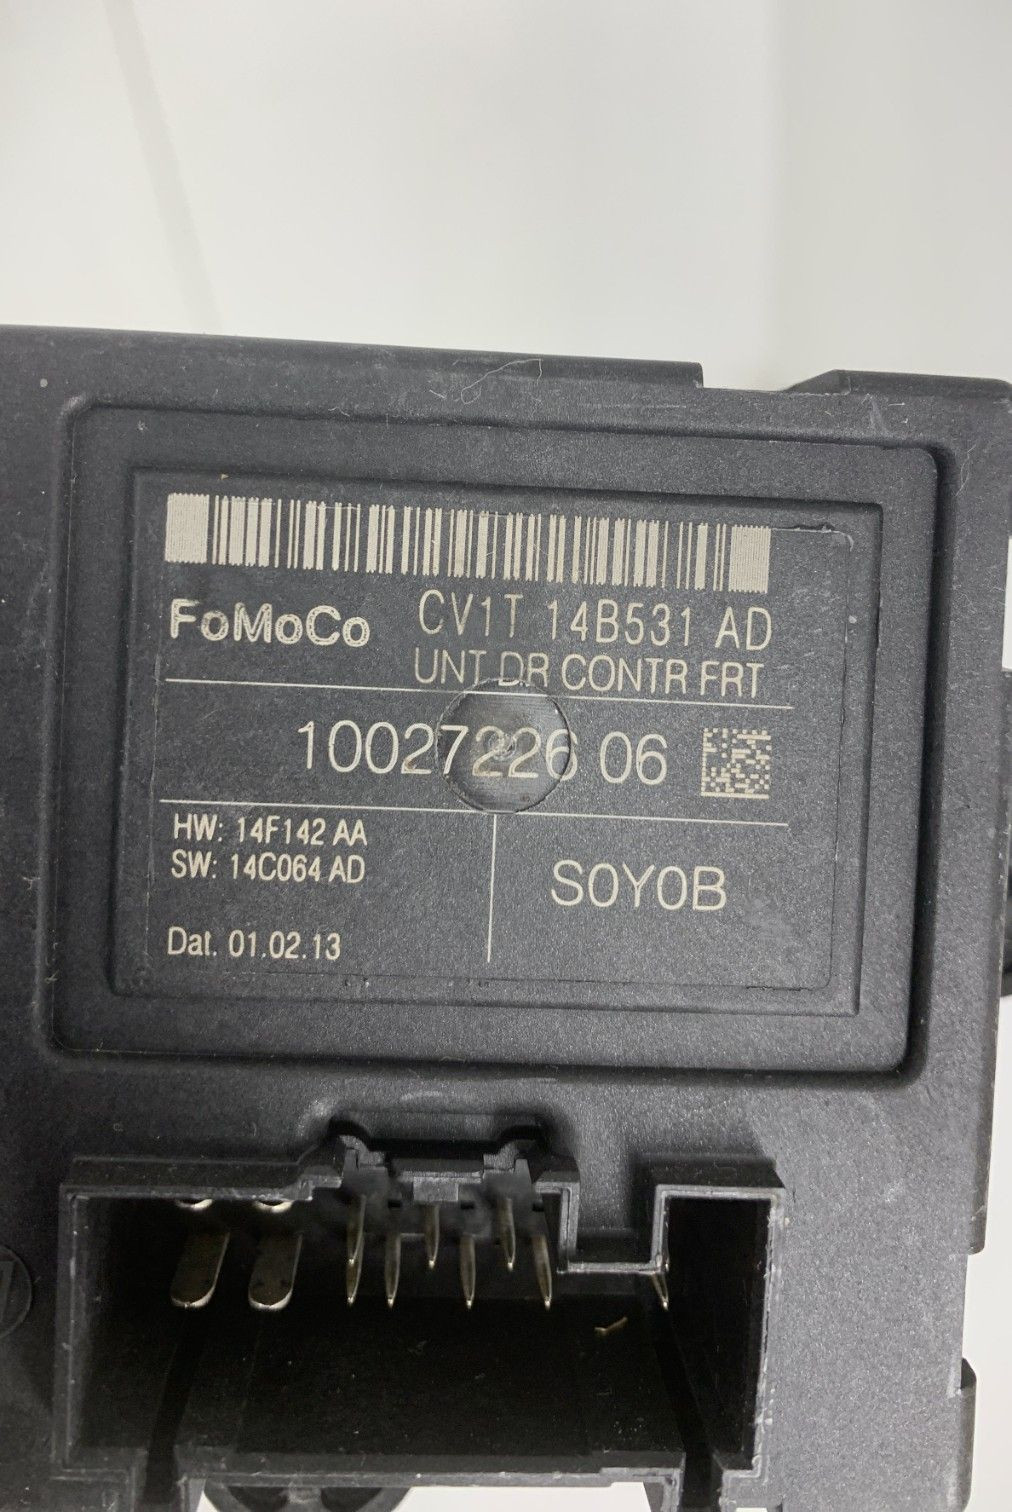 FoMoCo CV1T 14B531 AD
UNT DR CONTR FRT
10027226 06
HW: 14F142 AA
SW: 14C064 AD
S0Y0B
Dat. 01.02.13